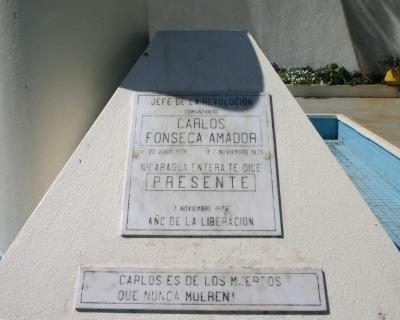 JEFE DE LA REVOLUCION
COMANDANTE
CARLOS
FONSECA AMADOR
23 JUNIO 1936 † 7 NOVIEMBRE 1976
NICARAGUA ENTERA TE DICE
PRESENTE
7 NOVIEMBRE 1979
AÑO DE LA LIBERACION
CARLOS ES DE LOS MUERTOS
QUE NUNCA MUEREN!